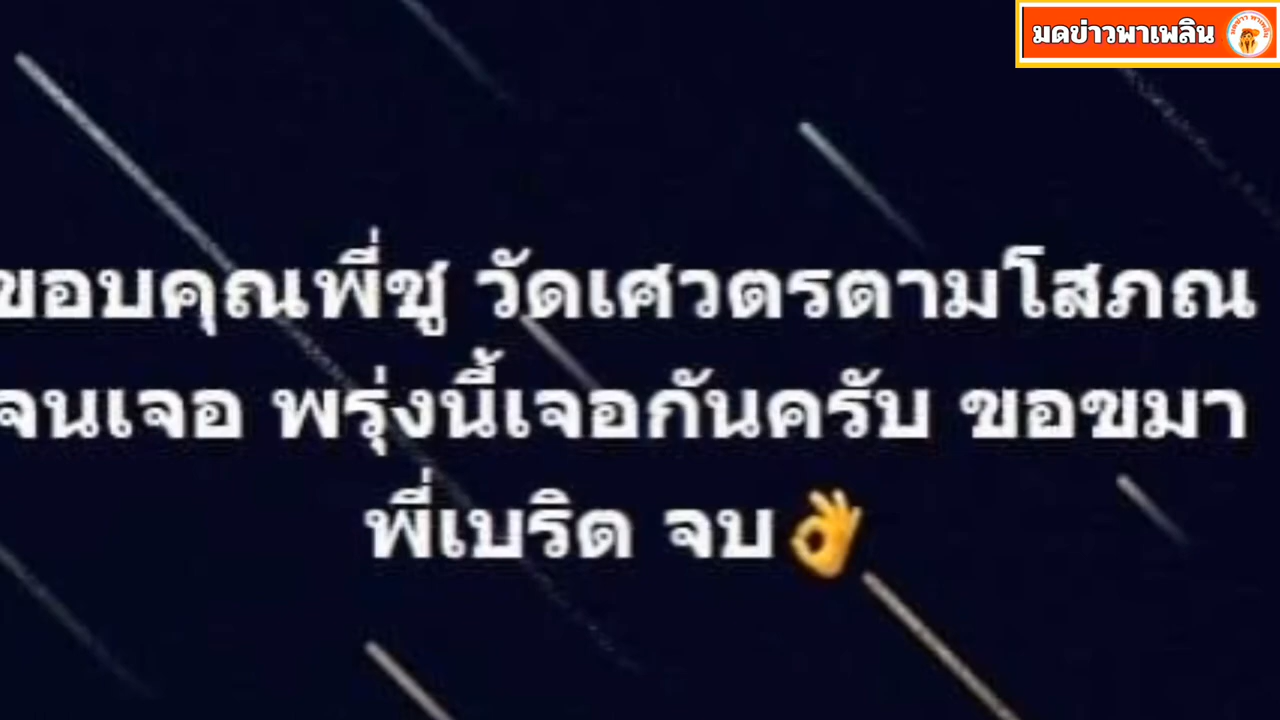 มดข่าวพาเพลิน
ขอบคุณพี่ชู วัดเศวตรตามโสภณ
จนเจอ พรุ่งนี้เจอกันครับ ขอขมา
พี่เบริด จบ👌